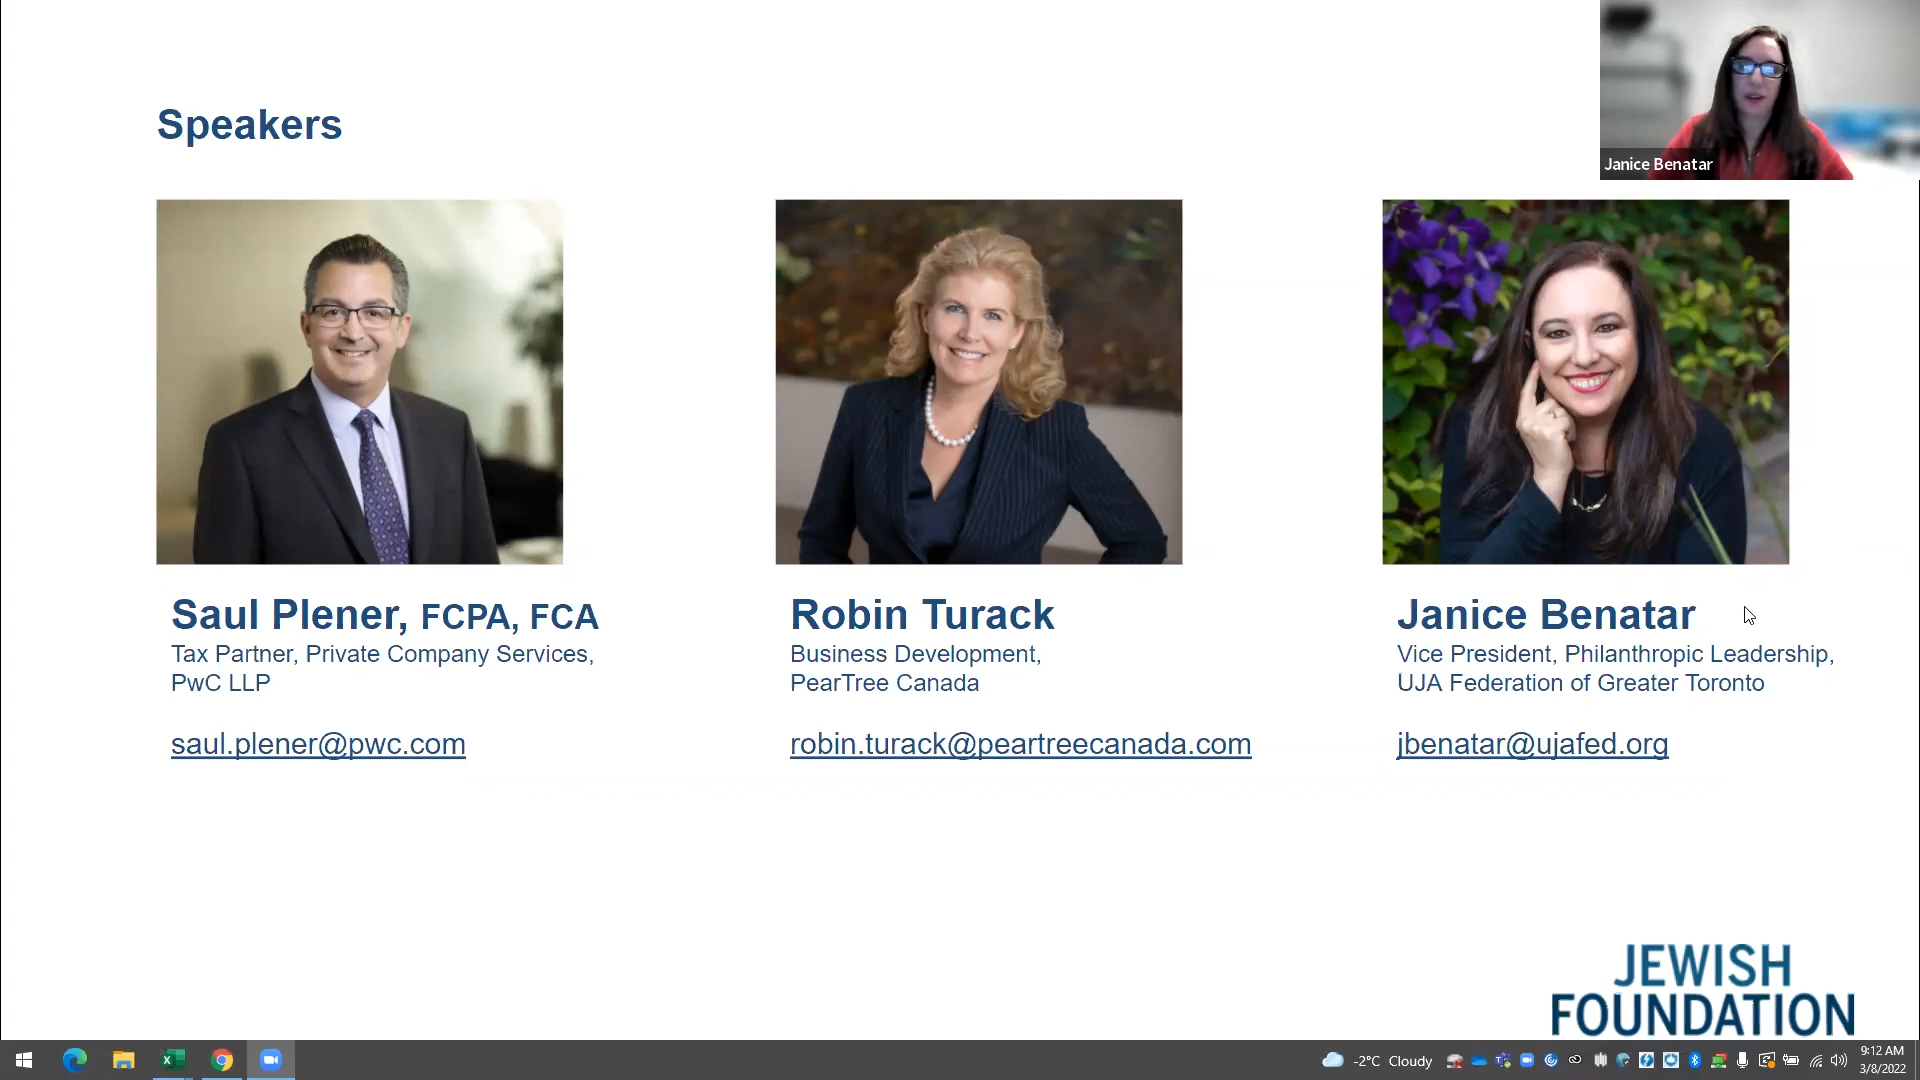 Janice Benatar
Speakers
Saul Plener, FCPA, FCA
Tax Partner, Private Company Services,
PwC LLP
saul.plener@pwc.com
Robin Turack
Business Development,
PearTree Canada
robin.turack@peartreecanada.com
Janice Benatar
Vice President, Philanthropic Leadership,
UJA Federation of Greater Toronto
jbenatar@ujafed.org
JEWISH
FOUNDATION
-2°C Cloudy
9:12 AM
3/8/2022